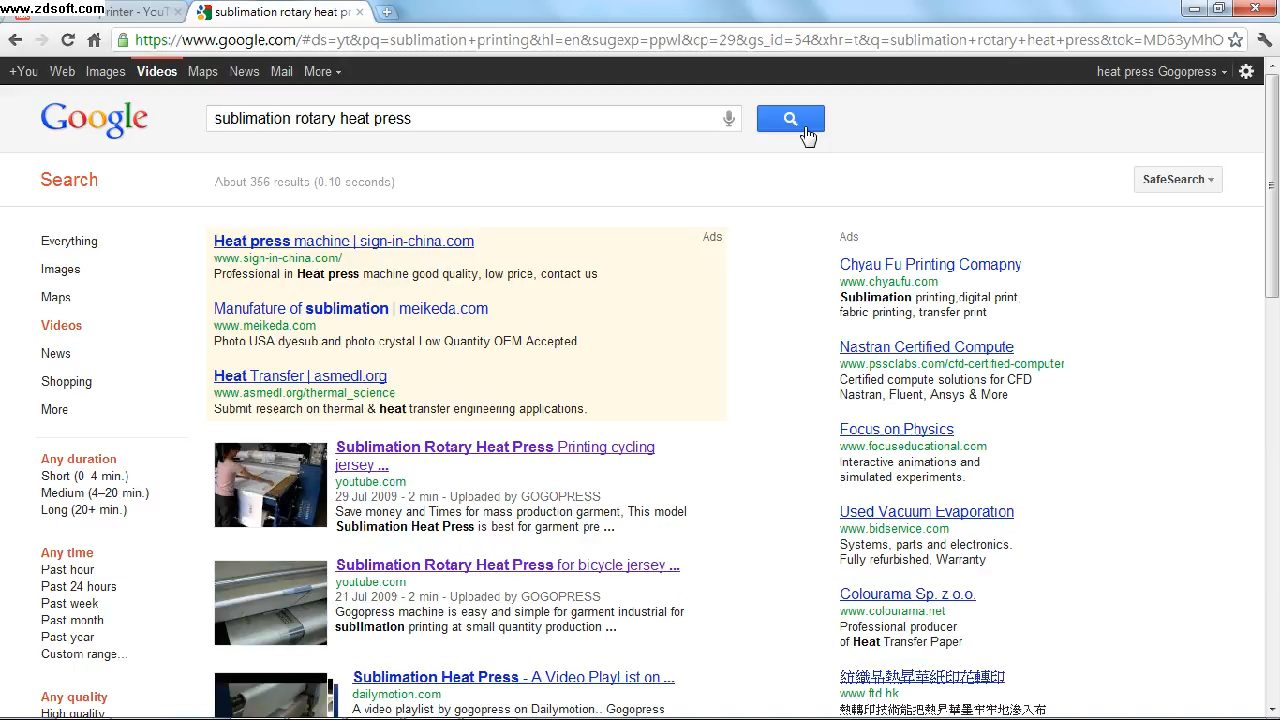 www.zdsoft.com
rinter - YouT
sublimation rotary heat pr
https://www.google.com/#ds=yt&pq=sublimation+printing&hl=en&sugexp=ppwl&cp=29&gs_id=54&xhr=t&q=sublimation+rotary+heat+press&tok=MD63yMhO
+You Web Images Videos Maps News Mail More
heat press Gogopress
Google
sublimation rotary heat press
Search
About 356 results (0.10 seconds)
SafeSearch
Everything
Images
Maps
Videos
News
Shopping
More
Any duration
Short (0–4 min.)
Medium (4–20 min.)
Long (20+ min.)
Any time
Past hour
Past 24 hours
Past week
Past month
Past year
Custom range...
Any quality
High quality
Ads
Heat press machine | sign-in-china.com
www.sign-in-china.com/
Professional in Heat press machine good quality, low price, contact us
Manufature of sublimation | meikeda.com
www.meikeda.com
Photo USA dyesub and photo crystal Low Quantity OEM Accepted
Heat Transfer | asmedl.org
www.asmedl.org/thermal_science
Submit research on thermal & heat transfer engineering applications.
Sublimation Rotary Heat Press Printing cycling
jersey ...
youtube.com
29 Jul 2009 - 2 min - Uploaded by GOGOPRESS
Save money and Times for mass production garment, This model
Sublimation Heat Press is best for garment pre ...
Sublimation Rotary Heat Press for bicycle jersey ...
youtube.com
21 Jul 2009 - 2 min - Uploaded by GOGOPRESS
Gogopress machine is easy and simple for garment industrial for
sublimation printing at small quantity production ...
Sublimation Heat Press - A Video PlayList on ...
dailymotion.com
A video playlist by gogopress on Dailymotion.. Gogopress
Ads
Chyau Fu Printing Comapny
www.chyaufu.com
Sublimation printing,digital print,
fabric printing, transfer print
Nastran Certified Compute
www.pssclabs.com/cfd-certified-computer
Certified compute solutions for CFD
Nastran, Fluent, Ansys & More
Focus on Physics
www.focuseducational.com
Interactive animations and
simulated experiments.
Used Vacuum Evaporation
www.bidservice.com
Systems, parts and electronics.
Fully refurbished, Warranty
Colourama Sp. z o.o.
www.colourama.net
Professional producer
of Heat Transfer Paper
www.ftd.hk